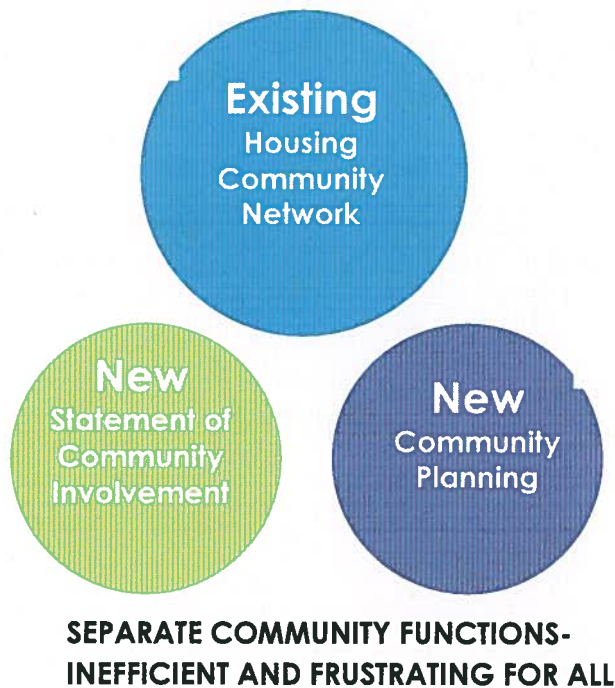 Existing
Housing
Community
Network
New
Statement of
Community
Involvement
New
Community
Planning
SEPARATE COMMUNITY FUNCTIONS-
INEFFICIENT AND FRUSTRATING FOR ALL